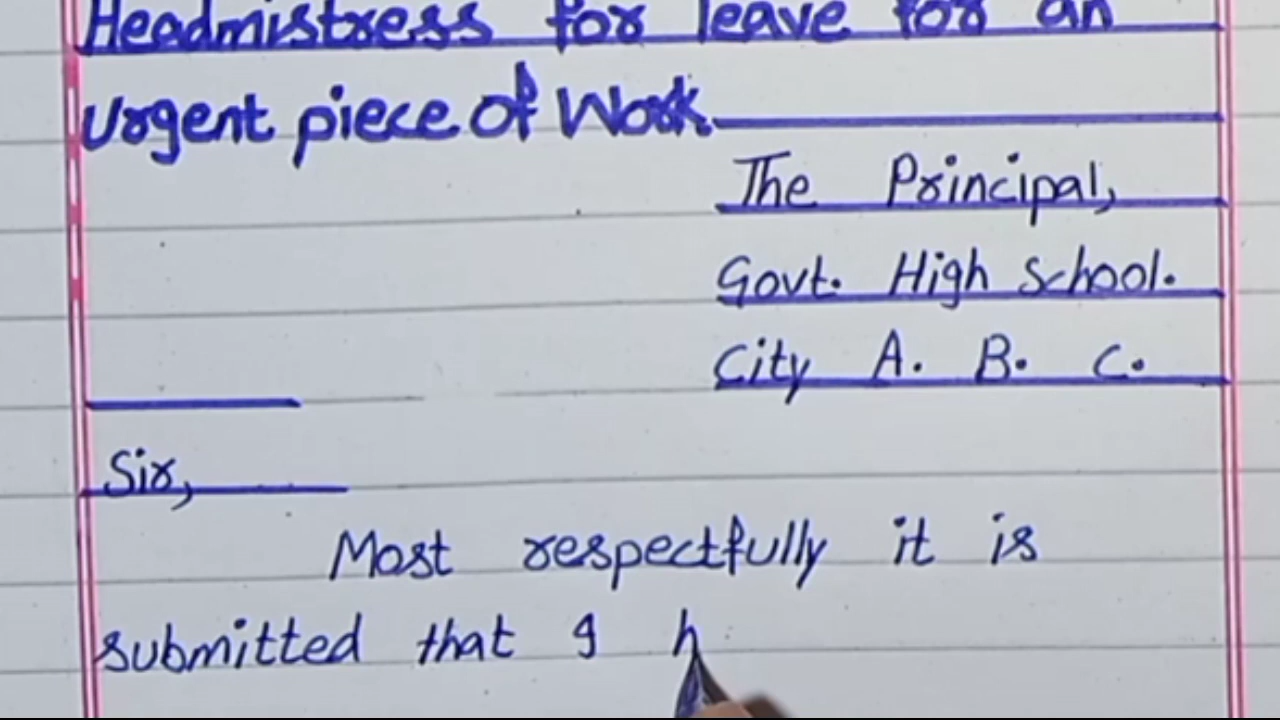 Headmistress for leave for an
Urgent piece Of Work.
The Principal,
Govt. High School.
City A. B. C.
Sir,
Most respectfully it is
submitted that I h